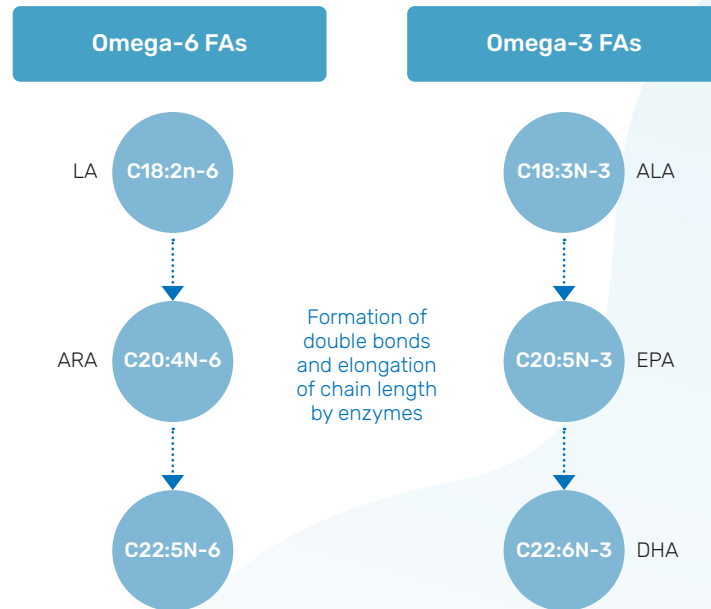 Omega-6 FAs
Omega-3 FAs
LA
C18:2n-6
C18:3N-3
ALA
ARA
C20:4N-6
Formation of
double bonds
and elongation
of chain length
by enzymes
C20:5N-3
EPA
C22:5N-6
C22:6N-3
DHA